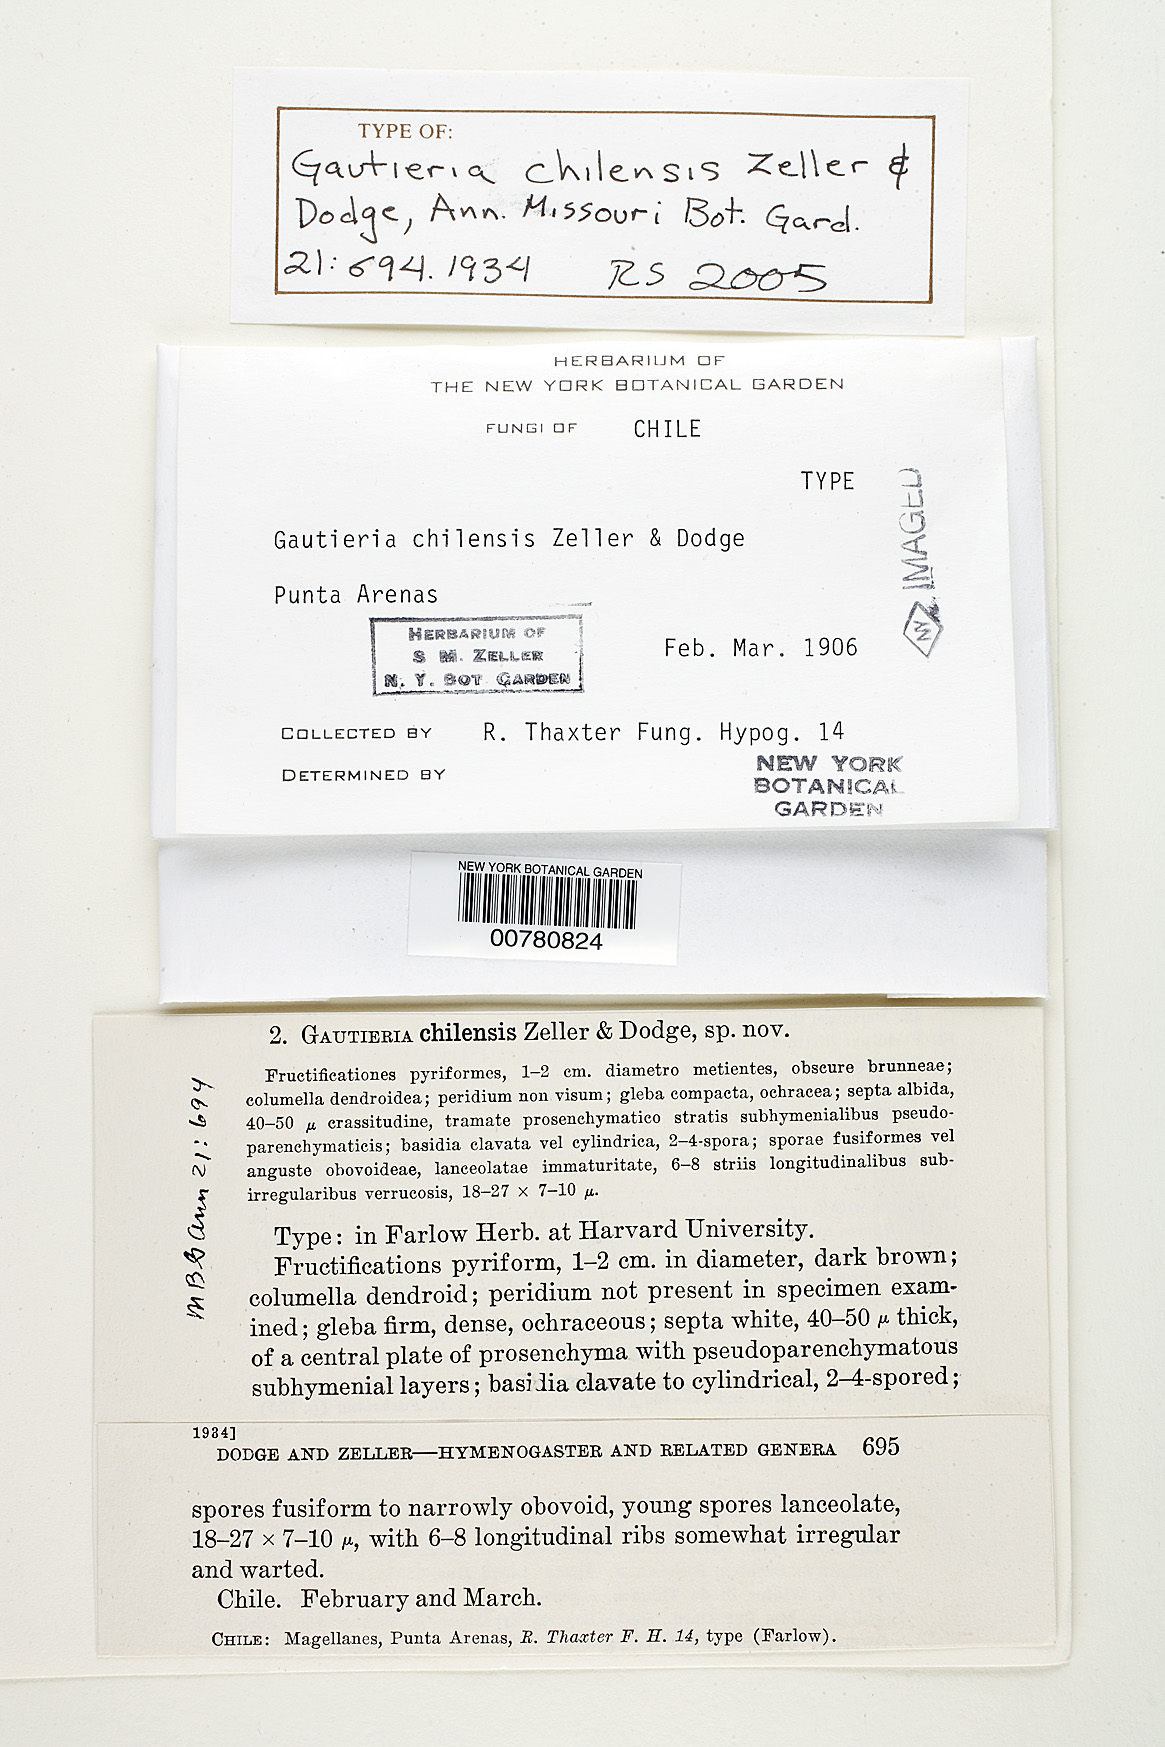 TYPE OF:
Gautieria chilensis Zeller &
Dodge, Ann. Missouri Bot. Gard.
21:694.1934 RS 2005
HERBARIUM OF
THE NEW YORK BOTANICAL GARDEN
FUNGI OF CHILE
TYPE
IMAGED
NY
Gautieria chilensis Zeller & Dodge
Punta Arenas
HERBARIUM OF
S M. ZELLER
N. Y. BOT GARDEN
Feb. Mar. 1906
COLLECTED BY R. Thaxter Fung. Hypog. 14
DETERMINED BY
NEW YORK
BOTANICAL
GARDEN
NEW YORK BOTANICAL GARDEN
00780824
MBG Ann 21:694
2. GAUTIERIA chilensis Zeller & Dodge, sp. nov.
Fructificationes pyriformes, 1–2 cm. diametro metientes, obscure brunneae;
columella dendroidea; peridium non visum; gleba compacta, ochracea; septa albida,
40–50 μ crassitudine, tramate prosenchymatico stratis subhymenialibus pseudo-
parenchymaticis; basidia clavata vel cylindrica, 2–4-spora; sporae fusiformes vel
anguste obovoideae, lanceolatae immaturitate, 6–8 striis longitudinalibus sub-
irregularibus verrucosis, 18–27 × 7–10 μ.
Type: in Farlow Herb. at Harvard University.
Fructifications pyriform, 1–2 cm. in diameter, dark brown;
columella dendroid; peridium not present in specimen exam-
ined; gleba firm, dense, ochraceous; septa white, 40–50 μ thick,
of a central plate of prosenchyma with pseudoparenchymatous
subhymenial layers; basidia clavate to cylindrical, 2–4-spored;
1934]
DODGE AND ZELLER—HYMENOGASTER AND RELATED GENERA 695
spores fusiform to narrowly obovoid, young spores lanceolate,
18–27 × 7–10 μ, with 6–8 longitudinal ribs somewhat irregular
and warted.
Chile. February and March.
CHILE: Magellanes, Punta Arenas, R. Thaxter F. H. 14, type (Farlow).